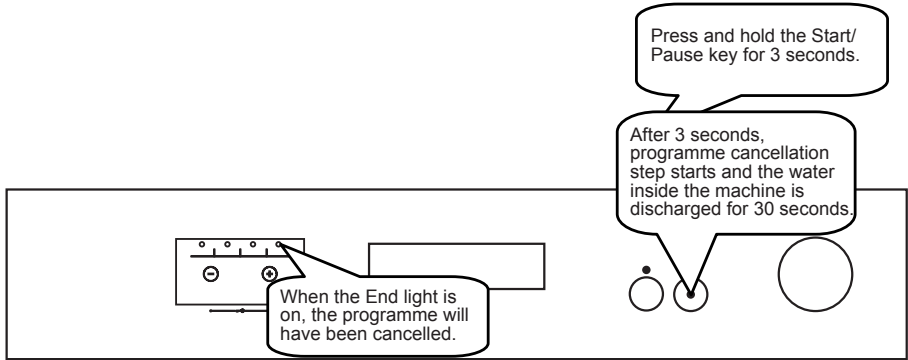 Press and hold the Start/
Pause key for 3 seconds.
After 3 seconds,
programme cancellation
step starts and the water
inside the machine is
discharged for 30 seconds.
When the End light is
on, the programme will
have been cancelled.